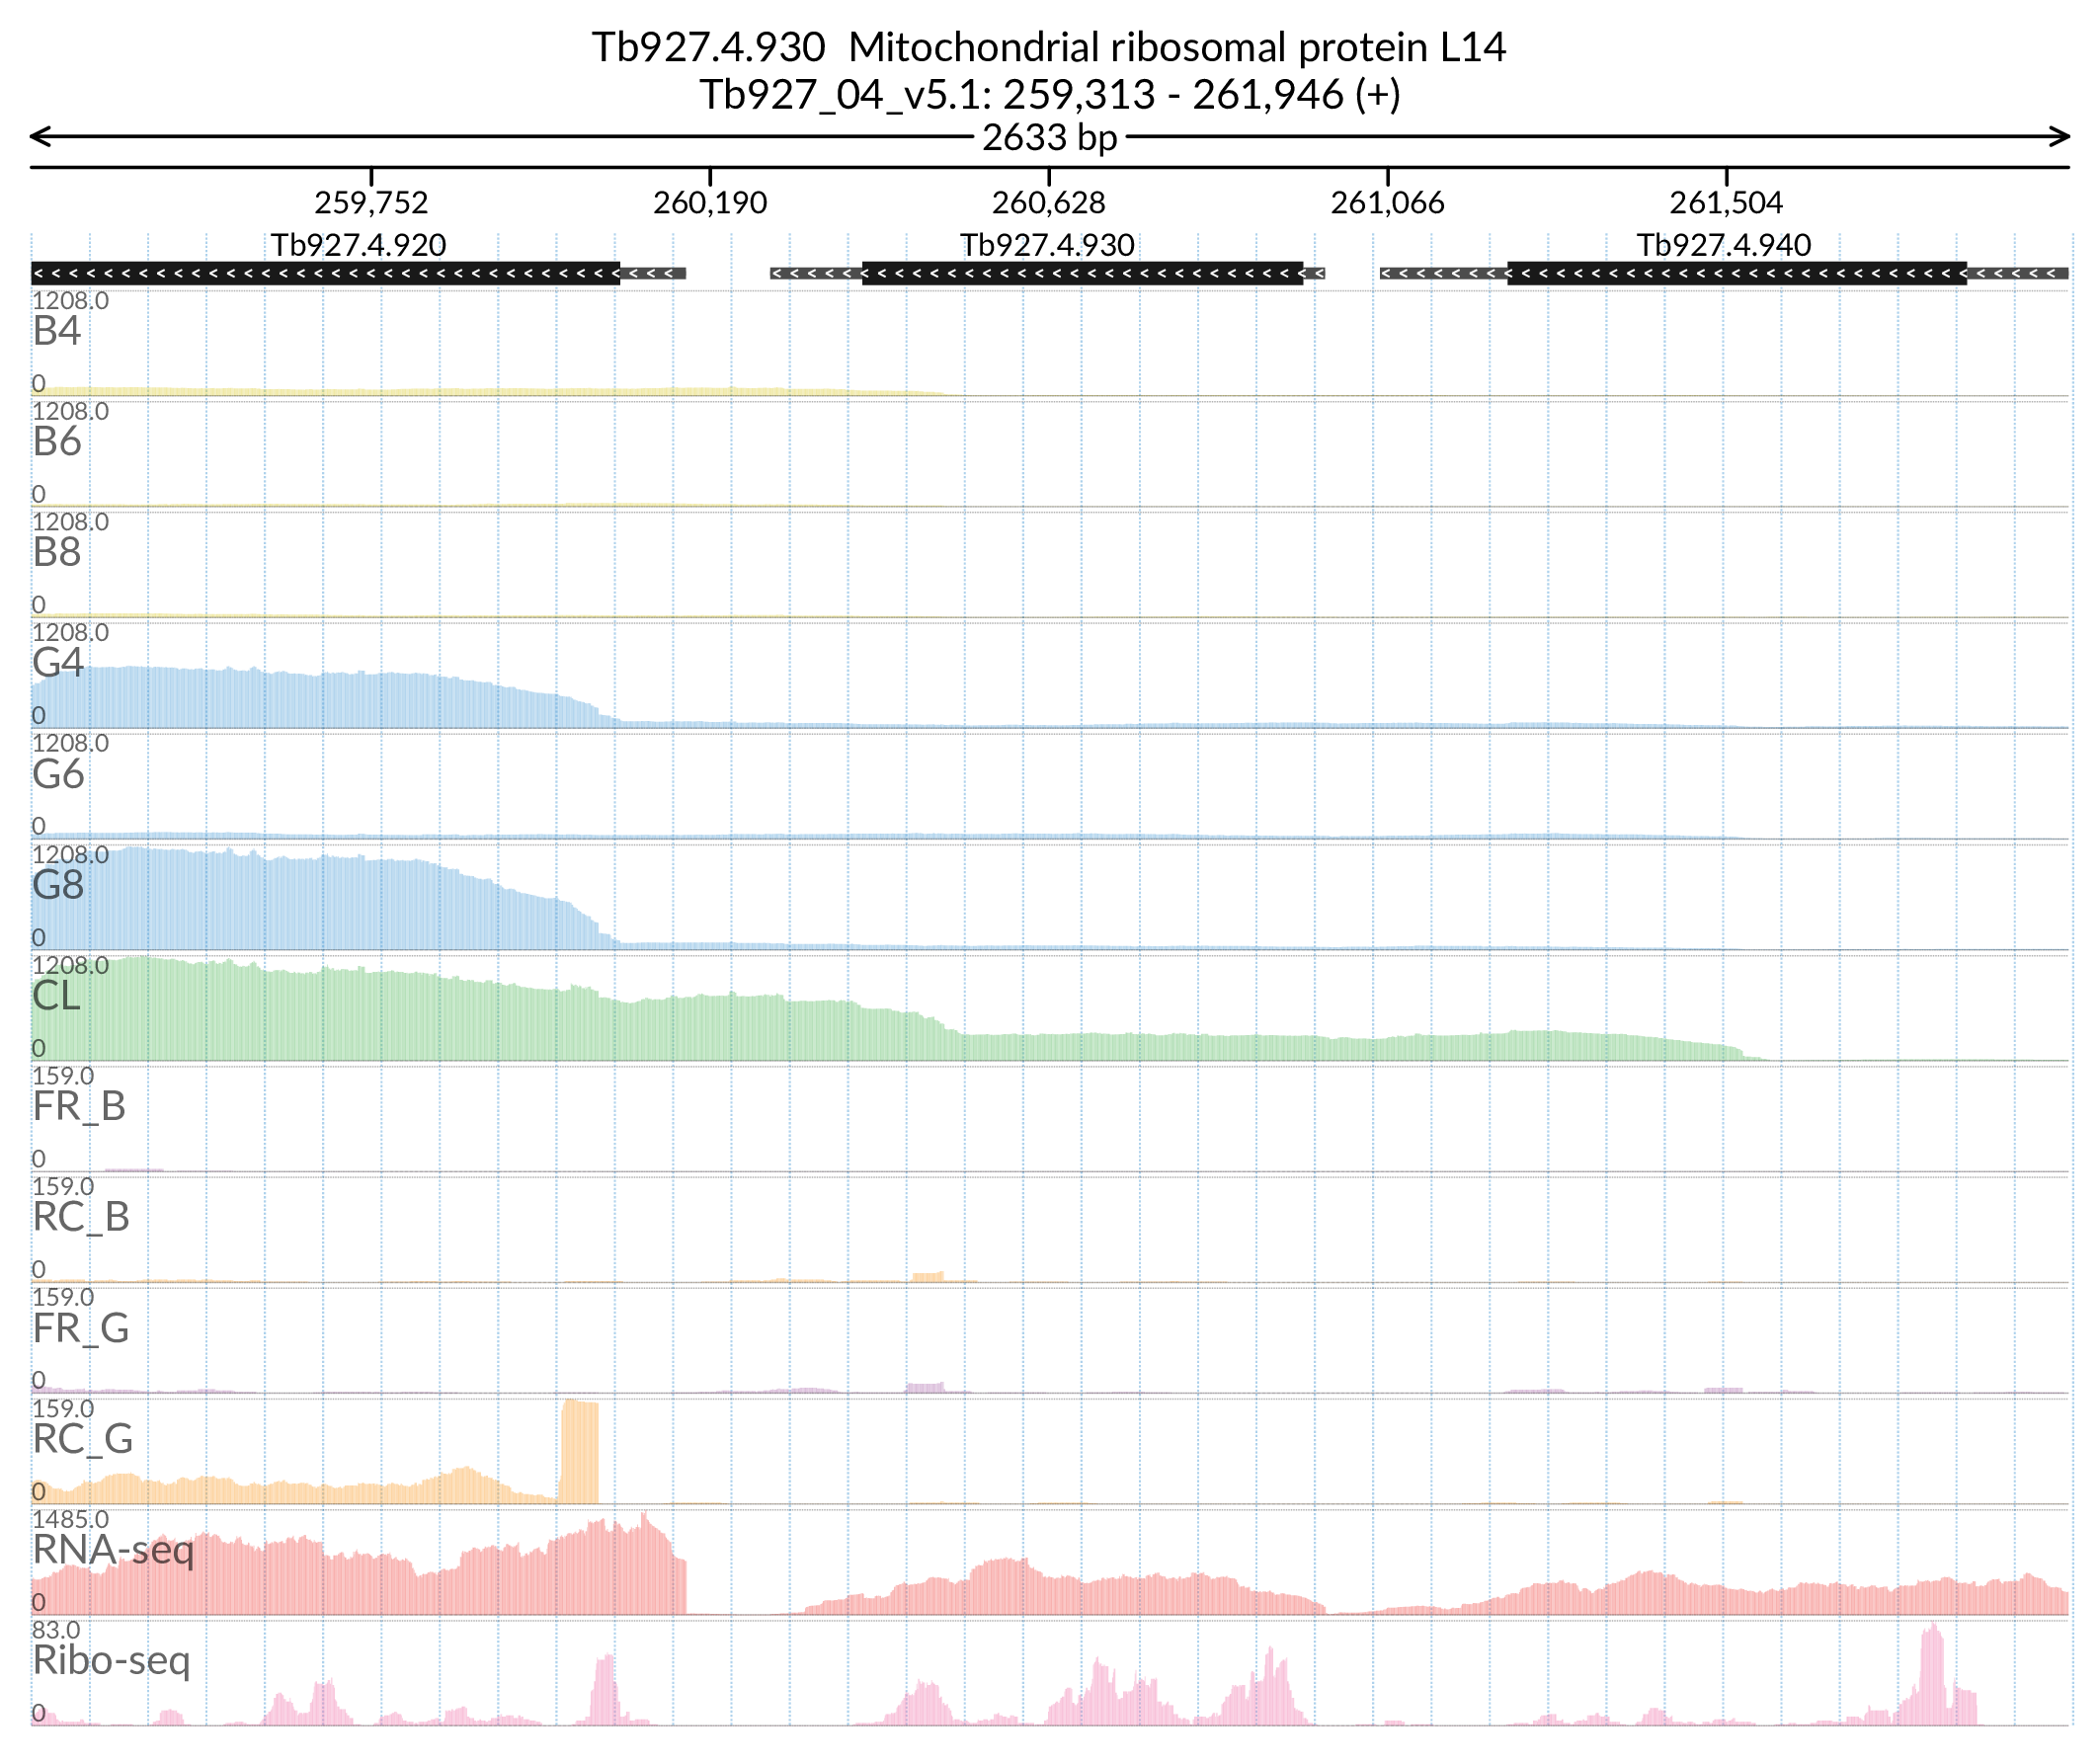 Tb927.4.930 Mitochondrial ribosomal protein L14
Tb927_04_v5.1: 259,313 - 261,946 (+)
2633 bp
259,752 260,190 260,628 261,066 261,504
Tb927.4.920 Tb927.4.930 Tb927.4.940
1208.0
B4
0
1208.0
B6
0
1208.0
B8
0
1208.0
G4
0
1208.0
G6
0
1208.0
G8
0
1208.0
CL
0
159.0
FR_B
0
159.0
RC_B
0
159.0
FR_G
0
159.0
RC_G
0
1485.0
RNA-seq
0
83.0
Ribo-seq
0